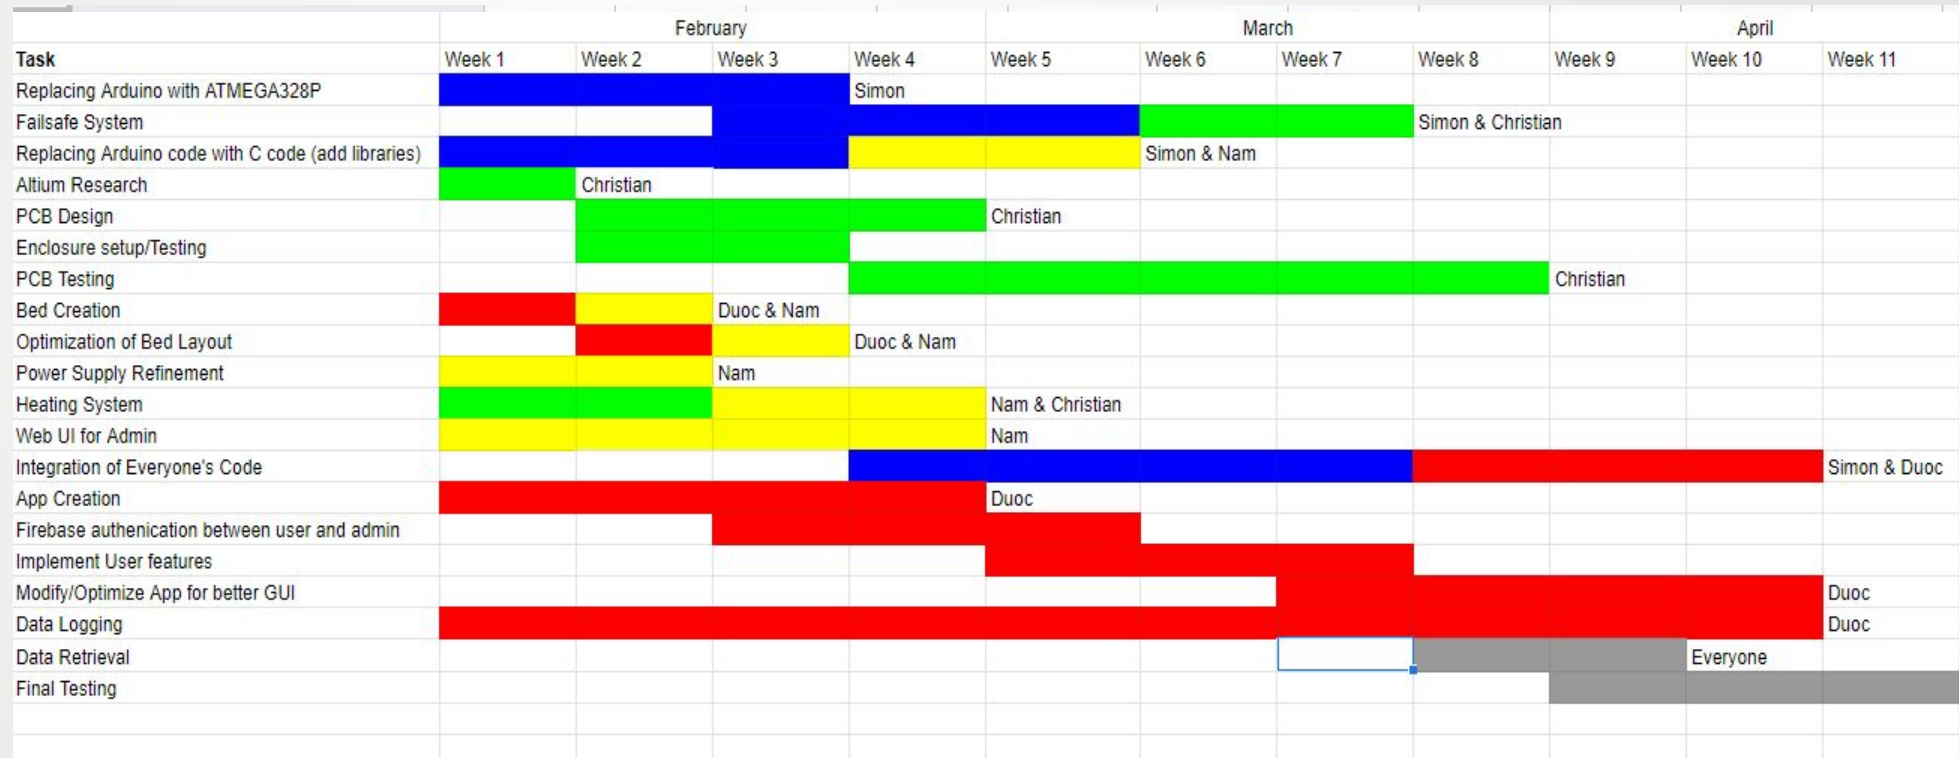 February March April
Task Week 1 Week 2 Week 3 Week 4 Week 5 Week 6 Week 7 Week 8 Week 9 Week 10 Week 11
Replacing Arduino with ATMEGA328P Simon
Failsafe System Simon & Christian
Replacing Arduino code with C code (add libraries) Simon & Nam
Altium Research Christian
PCB Design Christian
Enclosure setup/Testing
PCB Testing Christian
Bed Creation Duoc & Nam
Optimization of Bed Layout Duoc & Nam
Power Supply Refinement Nam
Heating System Nam & Christian
Web UI for Admin Nam
Integration of Everyone's Code Simon & Duoc
App Creation Duoc
Firebase authenication between user and admin
Implement User features
Modify/Optimize App for better GUI Duoc
Data Logging Duoc
Data Retrieval Everyone
Final Testing